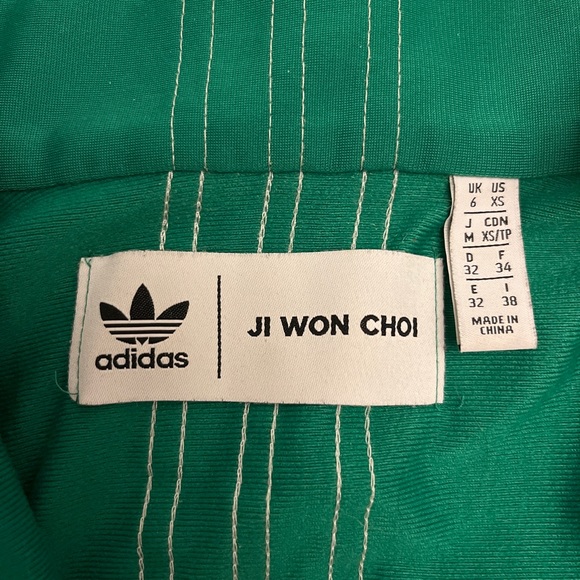 adidas
JI WON CHOI
UK US
6 XS
J CDN
M XS/TP
D F
32 34
E I
32 38
MADE IN
CHINA